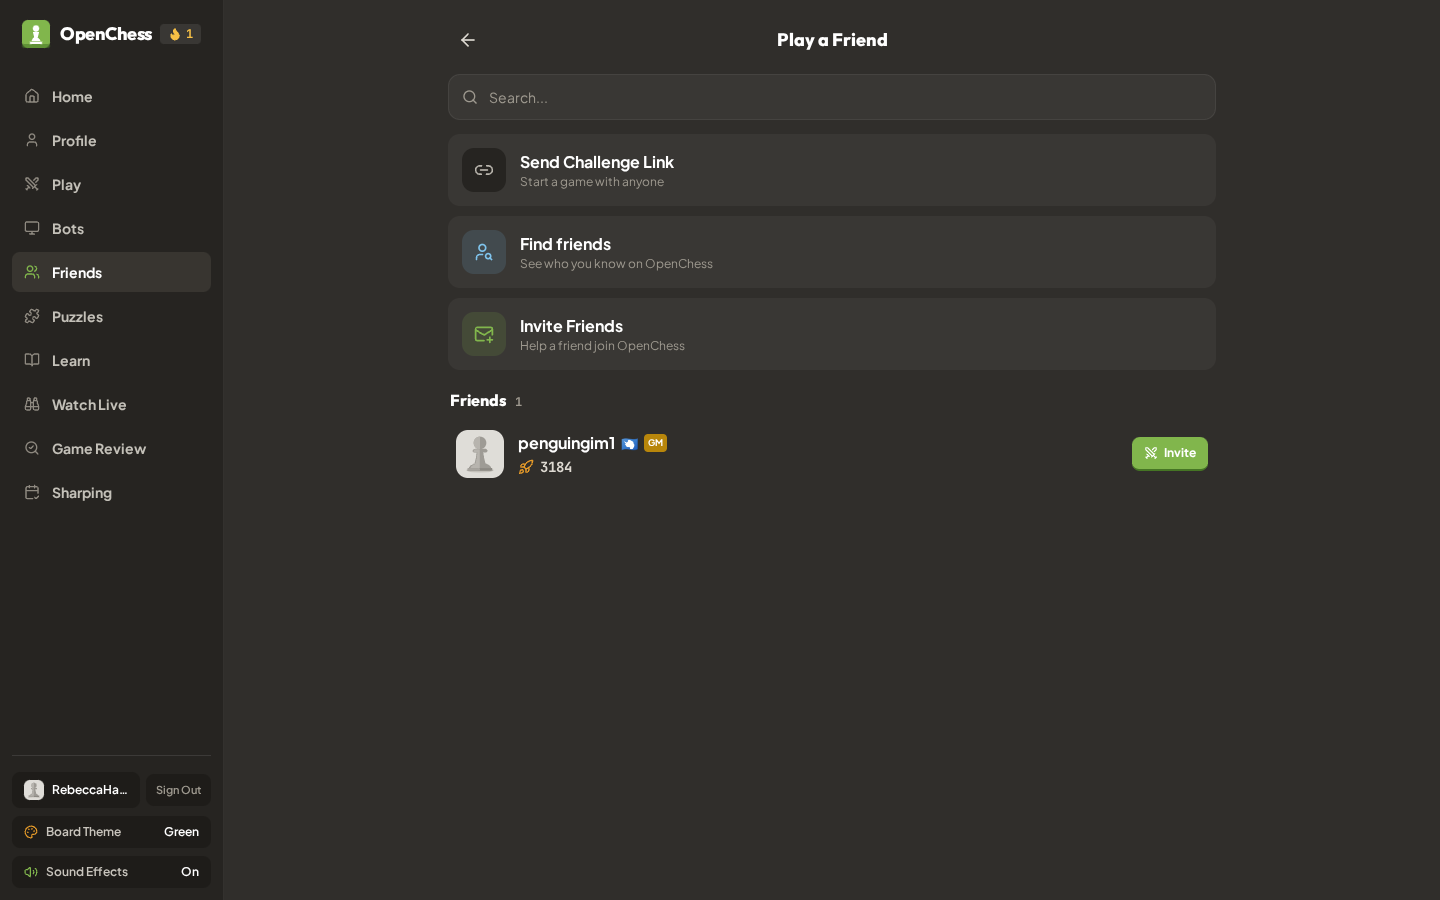 OpenChess 1
Home
Profile
Play
Bots
Friends
Puzzles
Learn
Watch Live
Game Review
Sharping
RebeccaHa...
Sign Out
Board Theme Green
Sound Effects On
Play a Friend
Search...
Send Challenge Link
Start a game with anyone
Find friends
See who you know on OpenChess
Invite Friends
Help a friend join OpenChess
Friends 1
penguingim1 GM
3184
Invite